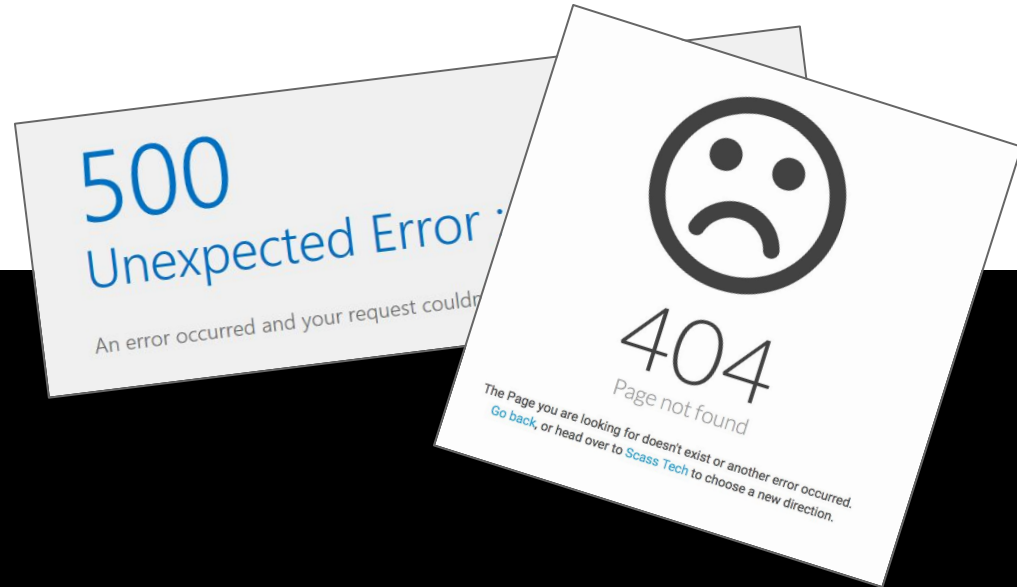 500
Unexpected Error
An error occurred and your request
404
Page not found
The Page you are looking for doesn't exist or another error occurred.
Go back, or head over to Scass Tech to choose a new direction.